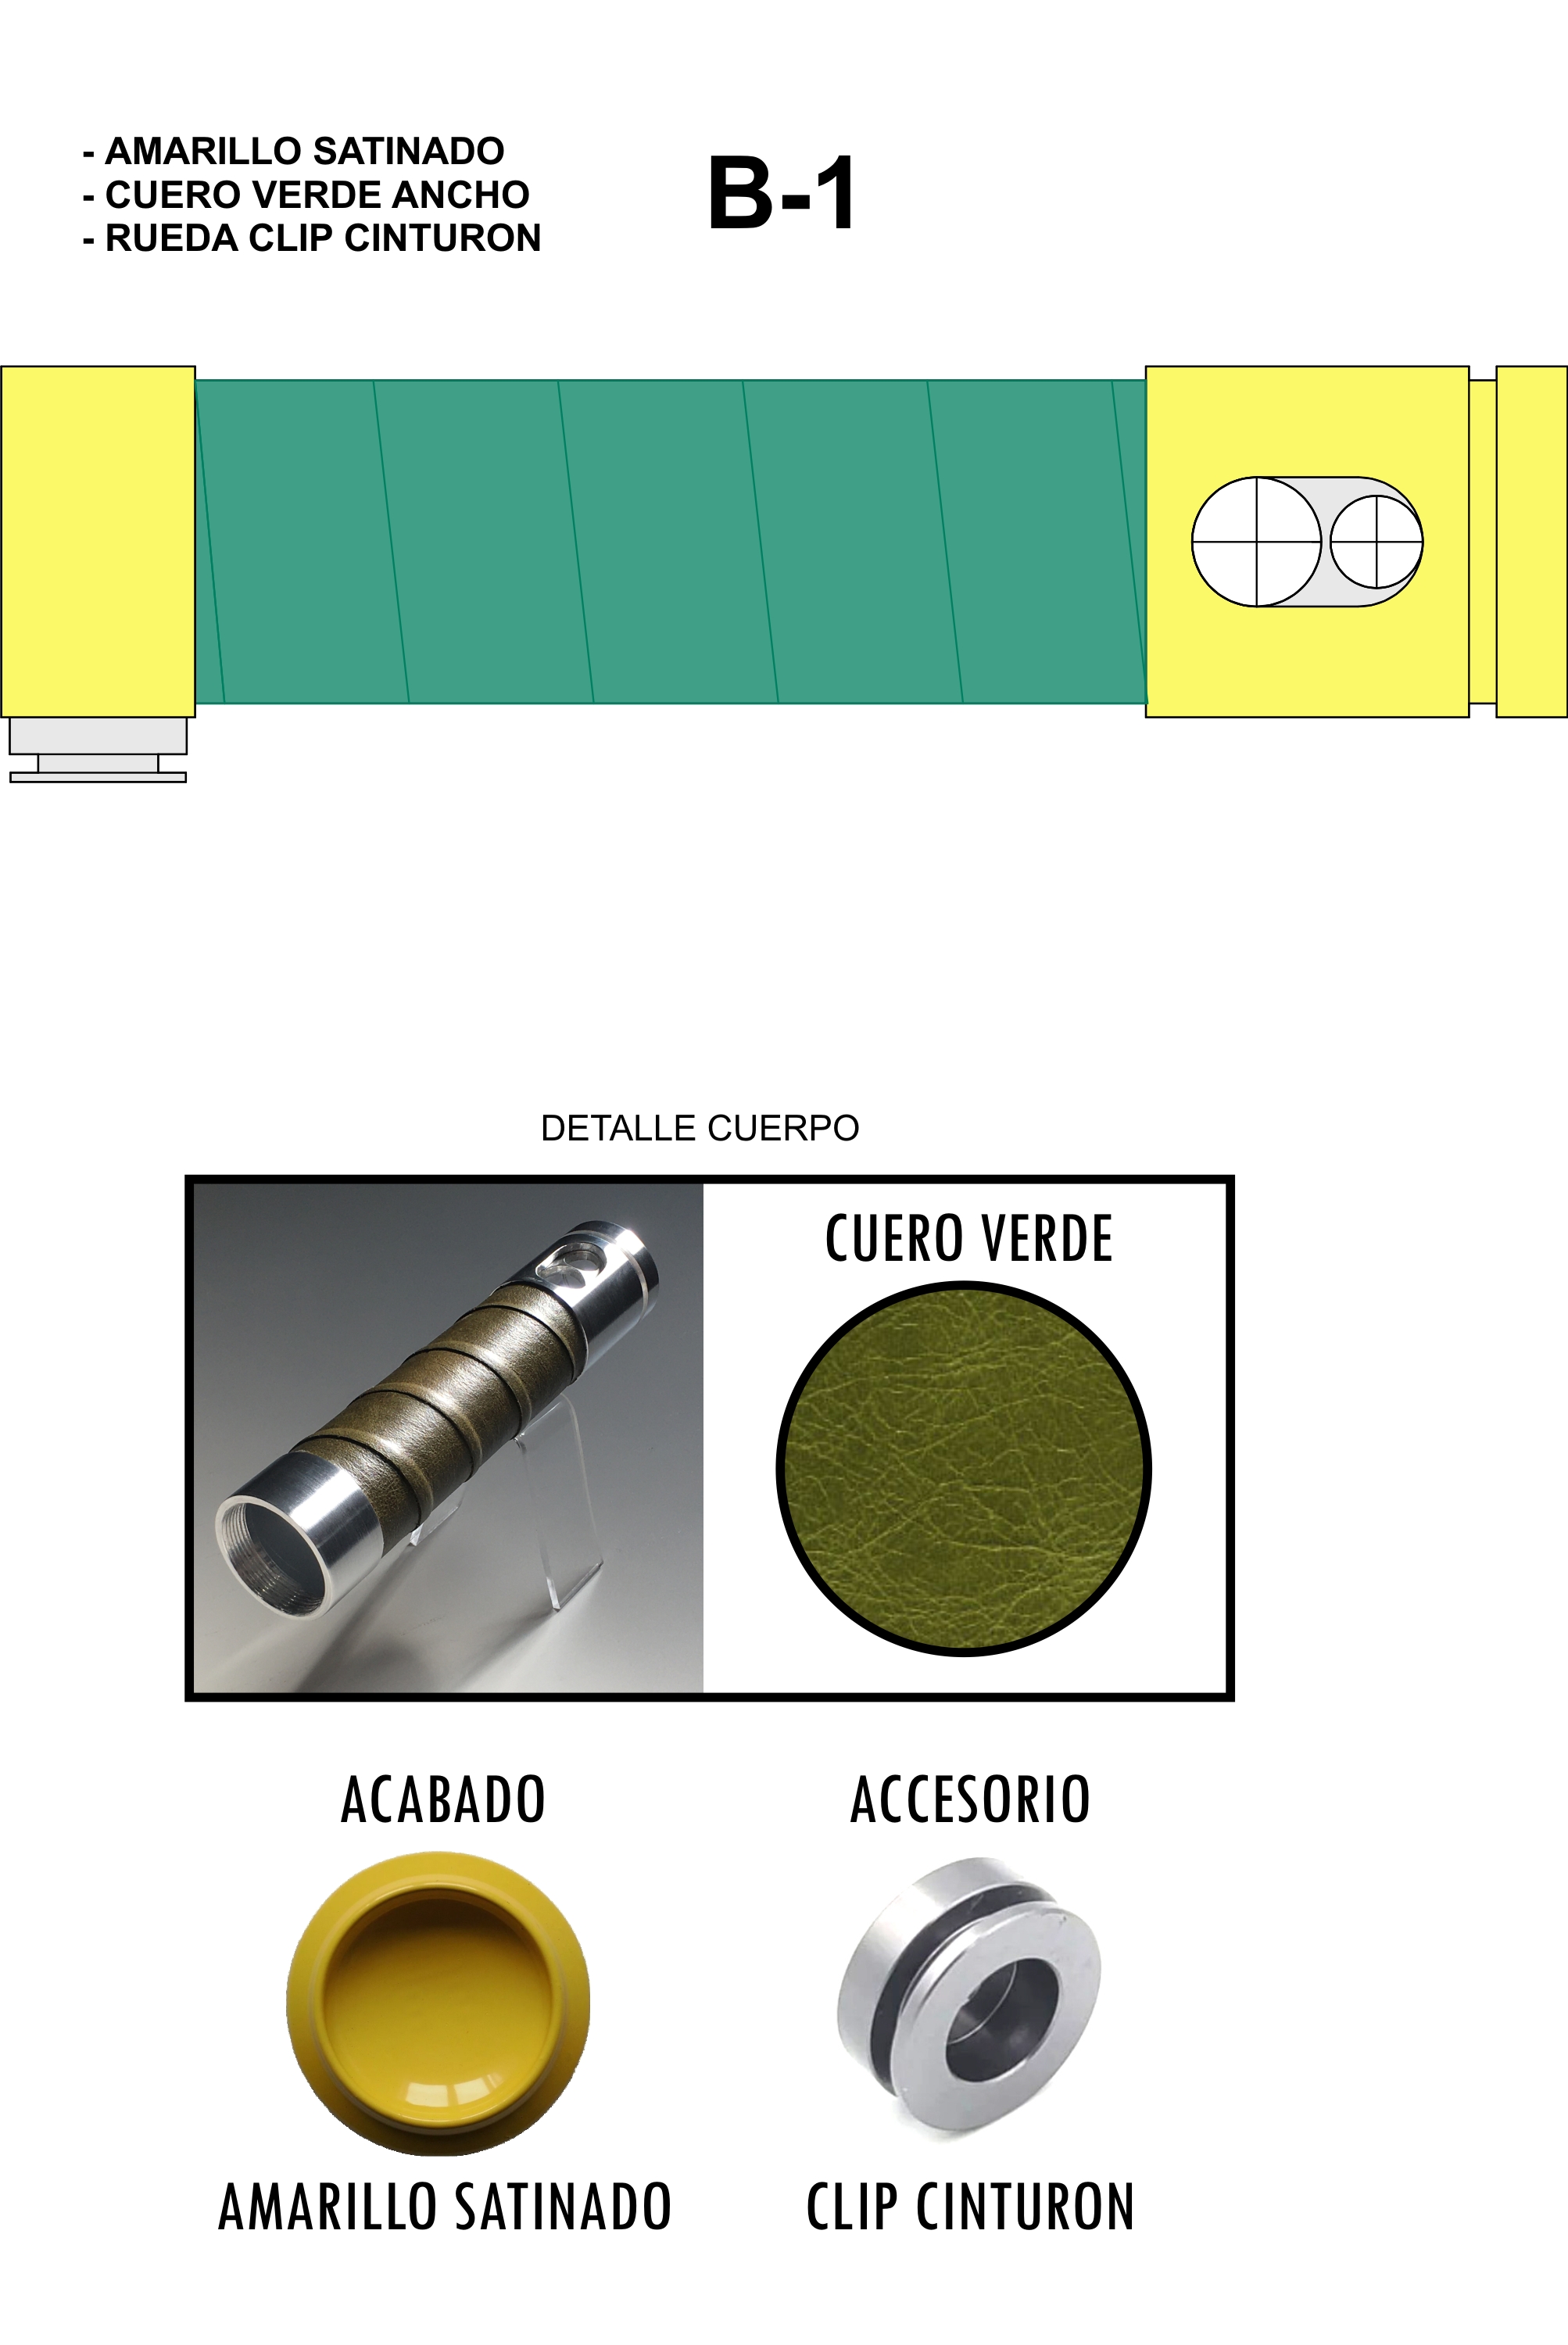 - AMARILLO SATINADO
- CUERO VERDE ANCHO
- RUEDA CLIP CINTURON
B-1
DETALLE CUERPO
CUERO VERDE
ACABADO
ACCESORIO
AMARILLO SATINADO
CLIP CINTURON